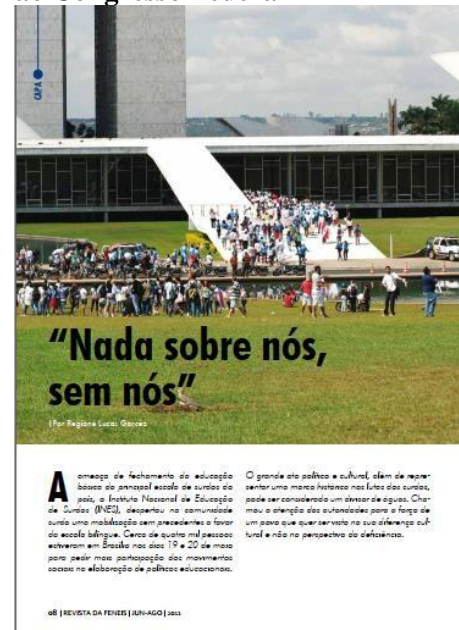 CAPA
“Nada sobre nós,
sem nós”
|Por Regiane Lucas Garcez
A ameaça de fechamento da educação
básica da principal escola de surdos do
país, o Instituto Nacional de Educação
de Surdos (INES), despertou na comunidade
surda uma mobilização sem precedentes a favor
da escola bilíngue. Cerca de quatro mil pessoas
estiveram em Brasília nos dias 19 e 20 de maio
para pedir mais participação dos movimentos
sociais na elaboração de políticas educacionais.
O grande ato político e cultural, além de repre-
sentar uma marca histórica nas lutas dos surdos,
pode ser considerado um divisor de águas. Cha-
mou a atenção das autoridades para a força de
um povo que quer ser visto na sua diferença cul-
tural e não na perspectiva da deficiência.
08 | REVISTA DA FENEIS | JUN-AGO | 2011